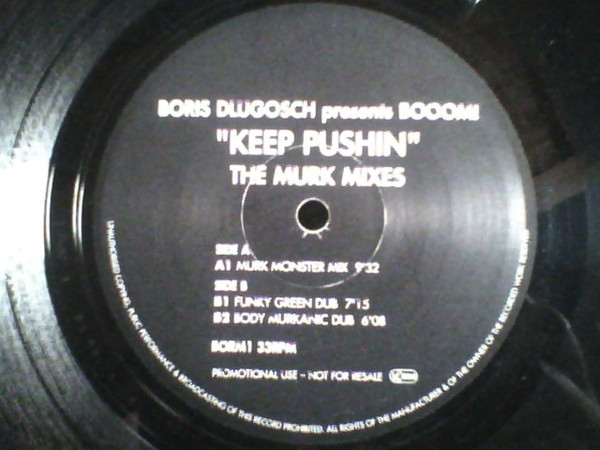 BORIS DLUGOSCH presents BOOOM!
"KEEP PUSHIN"
THE MURK MIXES
SIDE A
A1 MURK MONSTER MIX 9'32
SIDE B
B1 FUNKY GREEN DUB 7'15
B2 BODY MURKANIC DUB 6'08
BORM1 33RPM
PROMOTIONAL USE - NOT FOR RESALE
UNAUTHORISED COPYING, PUBLIC PERFORMANCE & BROADCASTING OF THIS RECORD PROHIBITED. ALL RIGHTS OF THE MANUFACTURER & OF THE OWNER OF THE RECORDED WORK RESERVED